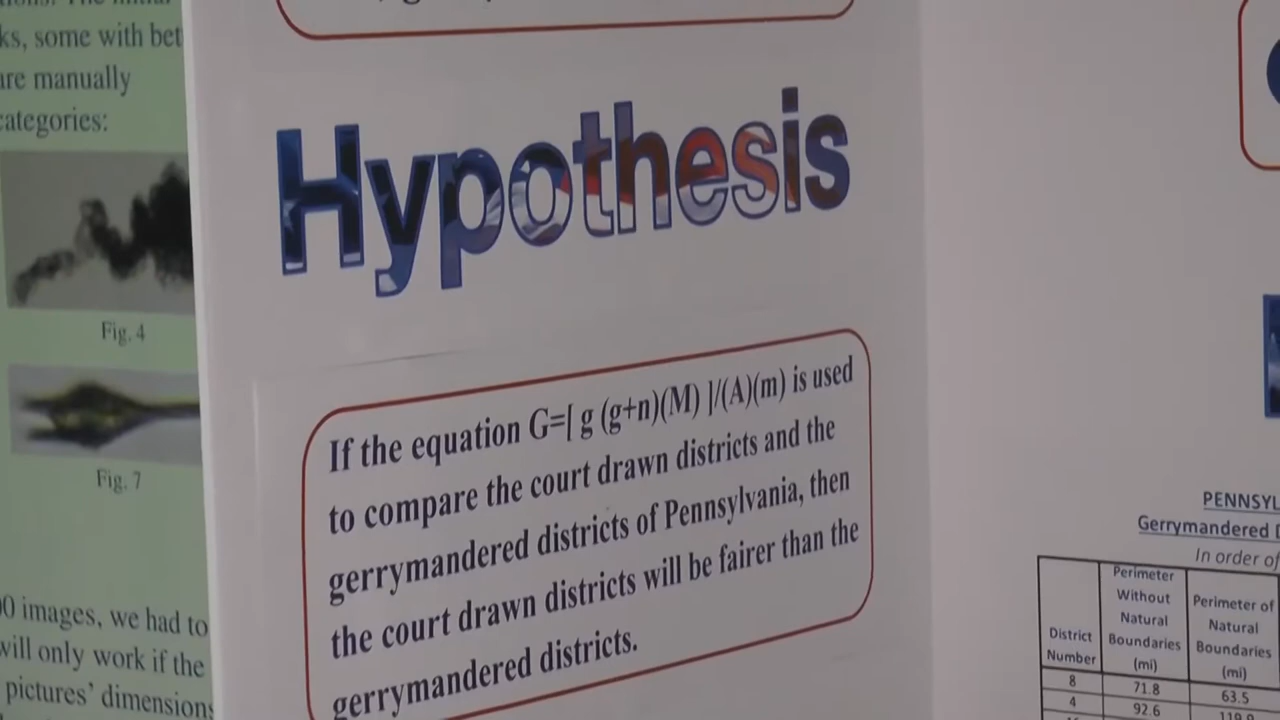 ks, some with bet
are manually
categories:
Fig. 4
Fig. 7
0 images, we had to
will only work if the
pictures' dimensions
Hypothesis
If the equation G=[ g (g+n)(M) ]/(A)(m) is used
to compare the court drawn districts and the
gerrymandered districts of Pennsylvania, then
the court drawn districts will be fairer than the
gerrymandered districts.
PENNSYL
Gerrymandered
In order of
District
Number
Perimeter
Without
Natural
Boundaries
(mi)
Perimeter of
Natural
Boundaries
(mi)
8 71.8 63.5
4 92.6